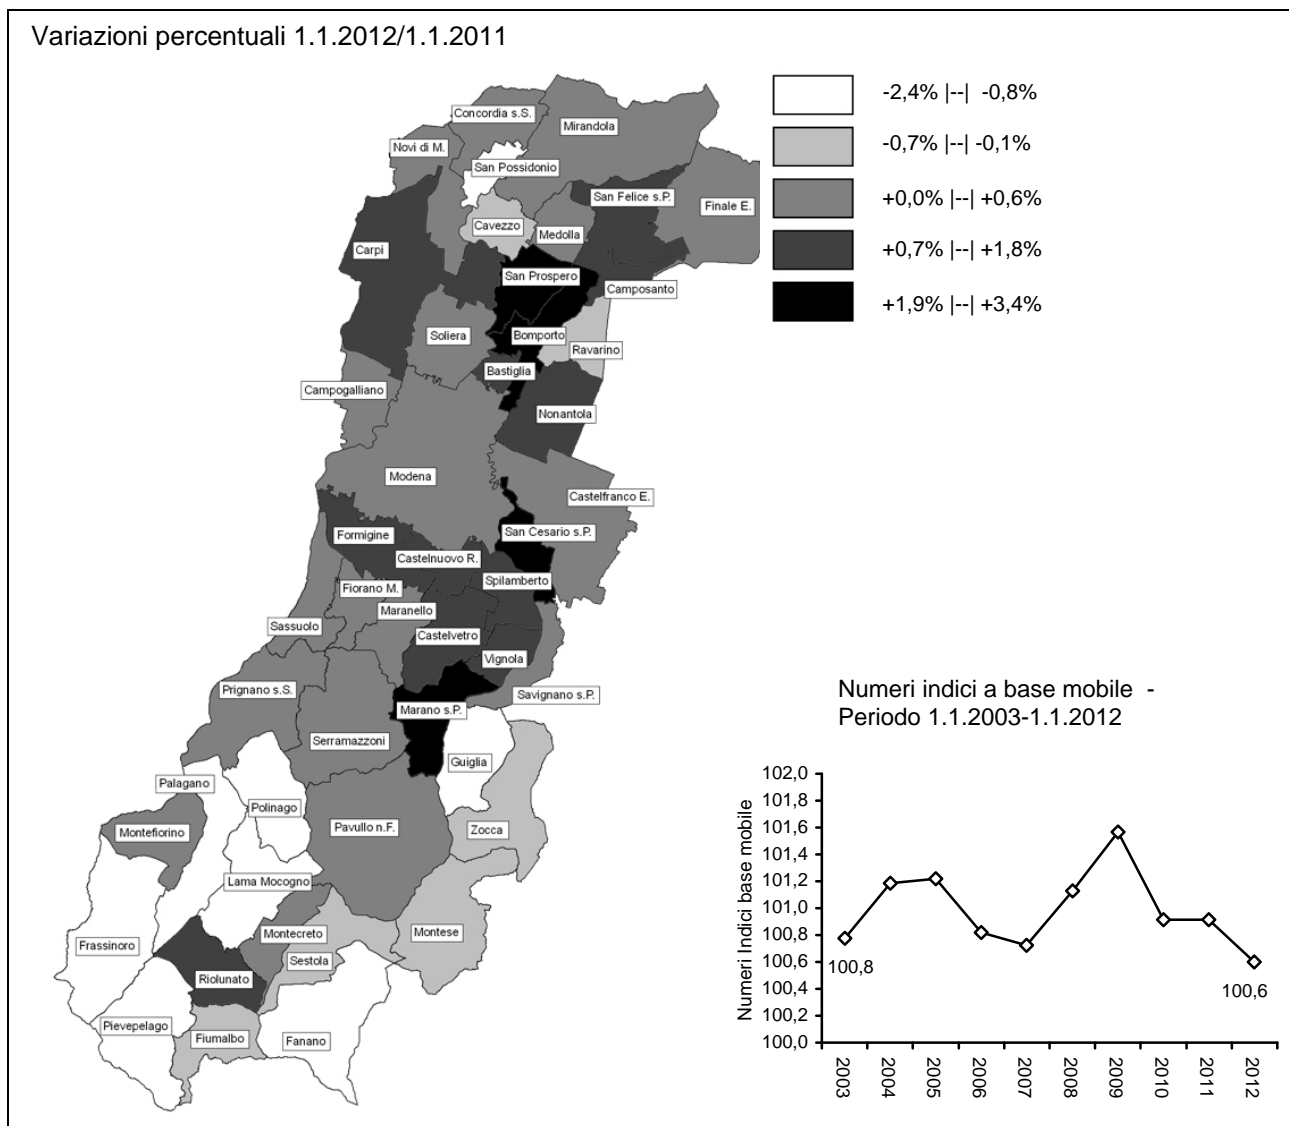 Variazioni percentuali 1.1.2012/1.1.2011
-2,4% |--| -0,8%
-0,7% |--| -0,1%
+0,0% |--| +0,6%
+0,7% |--| +1,8%
+1,9% |--| +3,4%
Concordia s.S.
Mirandola
Novi di M.
San Possidonio
San Felice s.P.
Finale E.
Cavezzo
Medolla
Carpi
San Prospero
Camposanto
Soliera
Bomporto
Ravarino
Bastiglia
Campogalliano
Nonantola
Modena
Castelfranco E.
Formigine
San Cesario s.P.
Castelnuovo R.
Spilamberto
Fiorano M.
Maranello
Sassuolo
Castelvetro
Vignola
Prignano s.S.
Savignano s.P.
Marano s.P.
Serramazzoni
Guiglia
Palagano
Polinago
Montefiorino
Pavullo n.F.
Zocca
Lama Mocogno
Montecreto
Montese
Frassinoro
Sestola
Riolunato
Pievepelago
Fiumalbo
Fanano
Numeri indici a base mobile -
Periodo 1.1.2003-1.1.2012
Numeri Indici base mobile
102,0
101,8
101,6
101,4
101,2
101,0
100,8
100,6
100,4
100,2
100,0
100,8
100,6
2003
2004
2005
2006
2007
2008
2009
2010
2011
2012